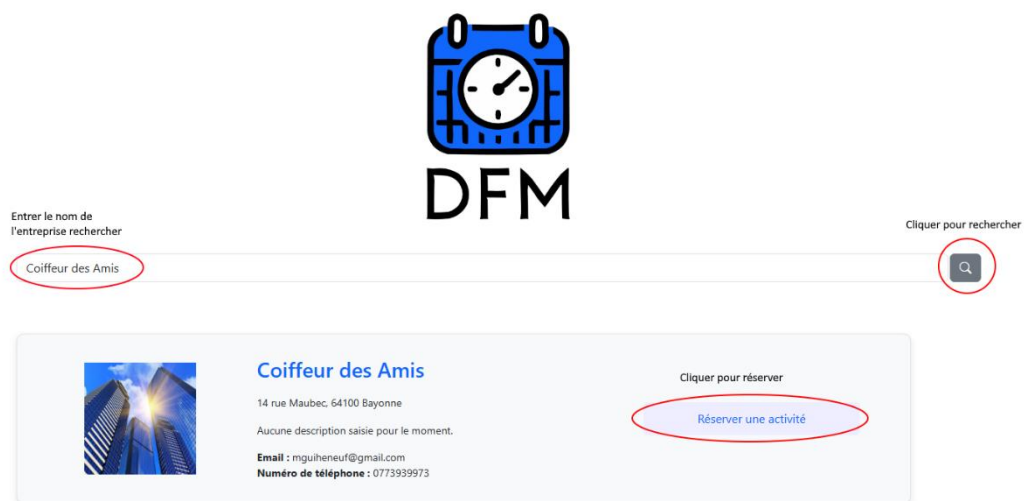 DFM
Entrer le nom de
l'entreprise rechercher
Cliquer pour rechercher
Coiffeur des Amis
Coiffeur des Amis
Cliquer pour réserver
14 rue Maubec, 64100 Bayonne
Réserver une activité
Aucune description saisie pour le moment.
Email : mguiheneuf@gmail.com
Numéro de téléphone : 0773939973